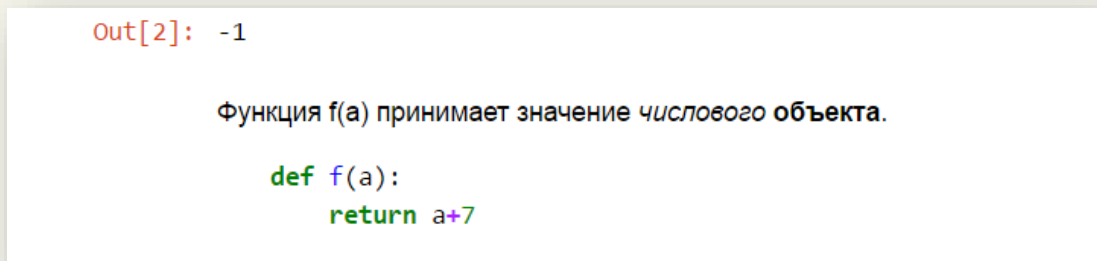 Out[2]: -1
Функция f(a) принимает значение числового объекта.
def f(a):
    return a+7